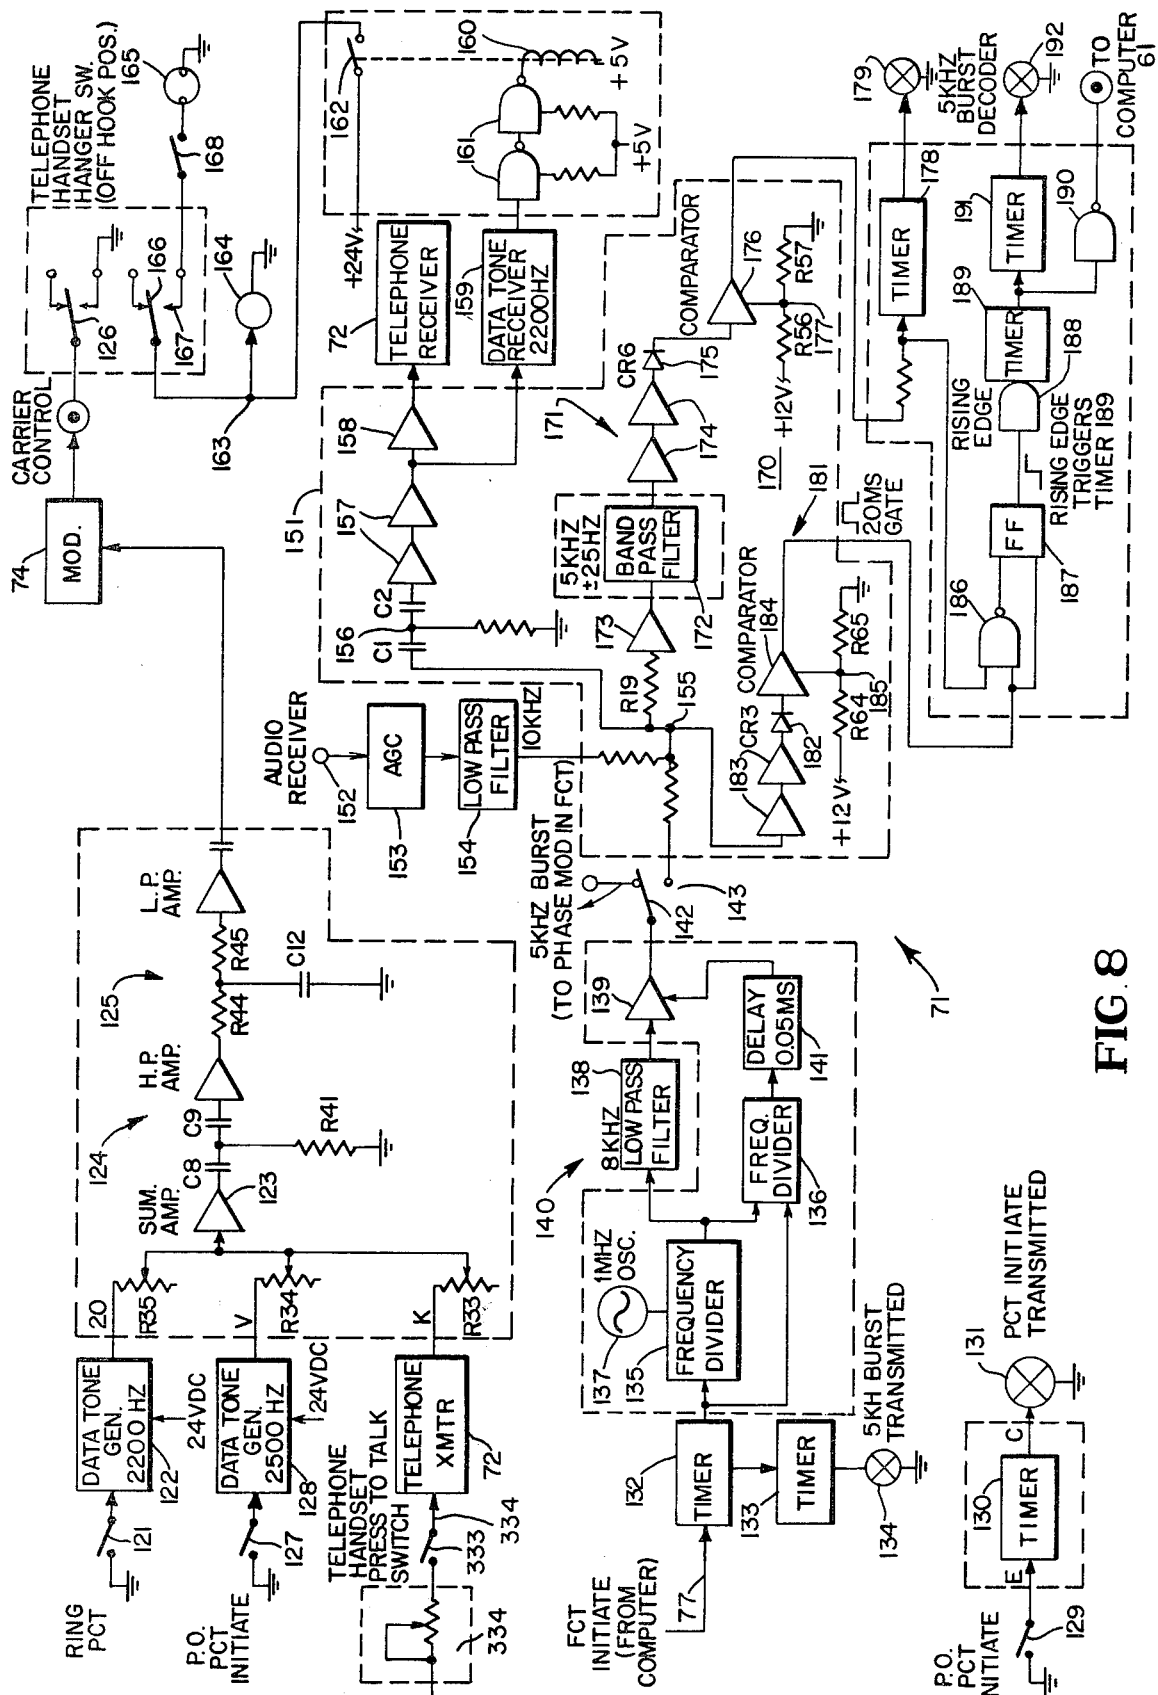 RING
PCT
121
DATA TONE
GEN.
2200 HZ
122
24VDC
20
R35
P.O.
PCT
INITIATE
127
DATA TONE
GEN.
2500 HZ
128
24VDC
V
R34
TELEPHONE
HANDSET
PRESS TO TALK
SWITCH
334
333
334
TELEPHONE
XMTR
72
K
R33
SUM.
AMP.
123
124
C8
C9
R41
H.P.
AMP.
125
R44
R45
C12
L.P.
AMP.
74
MOD.
CARRIER
CONTROL
TELEPHONE
HANDSET
HANGER SW.
(OFF HOOK POS.)
126
166
167
168
165
164
163
AUDIO
RECEIVER
152
AGC
153
LOW PASS
FILTER
154
10KHZ
151
C1
156
C2
157
158
72
TELEPHONE
RECEIVER
159
DATA TONE
RECEIVER
2200HZ
+24V
162
160
161
+5V
+5V
155
R19
173
5KHZ
±25HZ
BAND
PASS
FILTER
172
171
174
CR6
175
COMPARATOR
176
R56
R57
177
+12V
170
183
CR3
182
COMPARATOR
184
R64
R65
185
+12V
181
20MS
GATE
178
TIMER
179
186
FF
187
RISING
EDGE
188
RISING EDGE
TRIGGERS
TIMER 189
189
TIMER
191
TIMER
190
5KHZ
BURST
DECODER
192
TO
COMPUTER
61
FCT
INITIATE
(FROM
COMPUTER)
77
132
TIMER
133
TIMER
134
5KH BURST
TRANSMITTED
137
1MHZ
OSC.
135
FREQUENCY
DIVIDER
140
8KHZ
LOW PASS
FILTER
138
FREQ.
DIVIDER
136
DELAY
0.05MS
141
139
5KHZ BURST
(TO PHASE MOD IN FCT)
142
143
71
P.O.
PCT
INITIATE
129
E
130
TIMER
C
131
PCT INITIATE
TRANSMITTED
FIG. 8